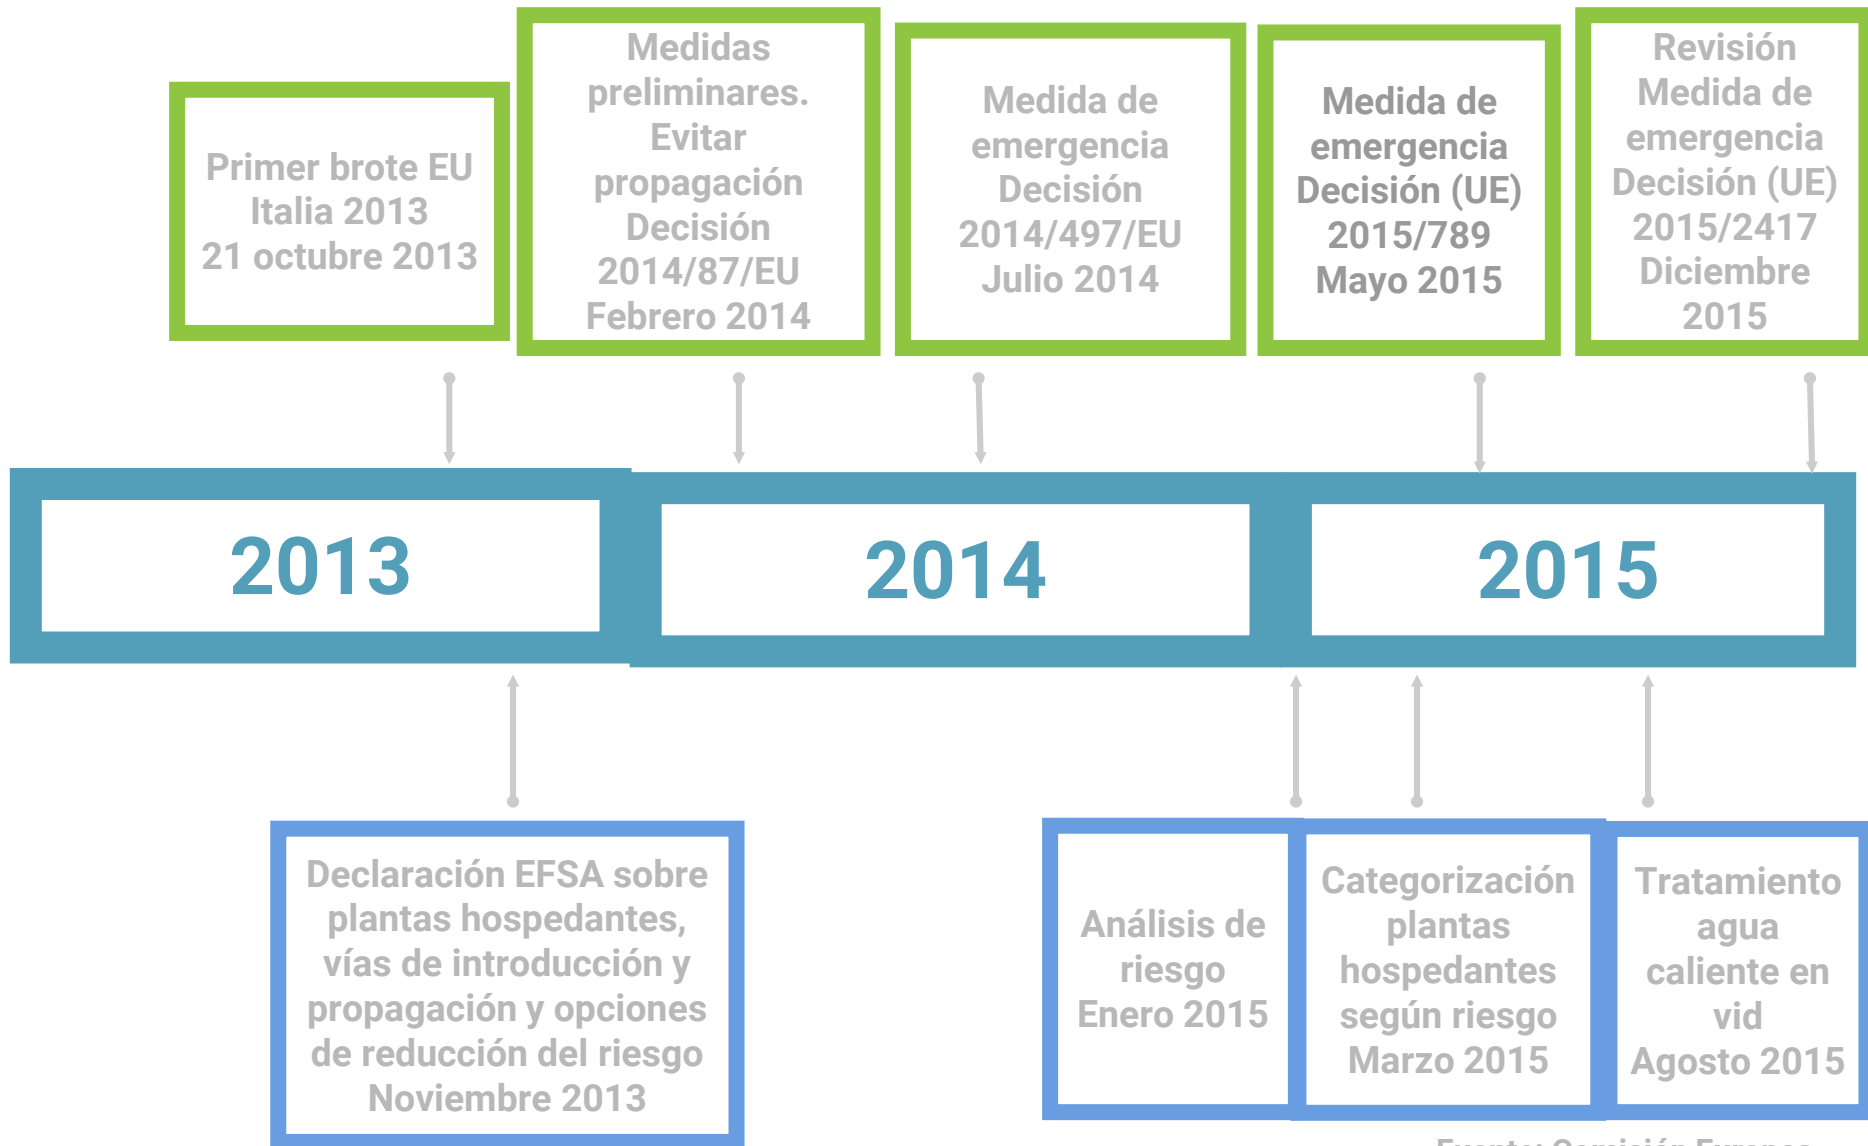 Primer brote EU
Italia 2013
21 octubre 2013
Medidas
preliminares.
Evitar
propagación
Decisión
2014/87/EU
Febrero 2014
Medida de
emergencia
Decisión
2014/497/EU
Julio 2014
Medida de
emergencia
Decisión (UE)
2015/789
Mayo 2015
Revisión
Medida de
emergencia
Decisión (UE)
2015/2417
Diciembre
2015
2013
2014
2015
Declaración EFSA sobre
plantas hospedantes,
vías de introducción y
propagación y opciones
de reducción del riesgo
Noviembre 2013
Análisis de
riesgo
Enero 2015
Categorización
plantas
hospedantes
según riesgo
Marzo 2015
Tratamiento
agua
caliente en
vid
Agosto 2015
Fuente: Comisión Europea